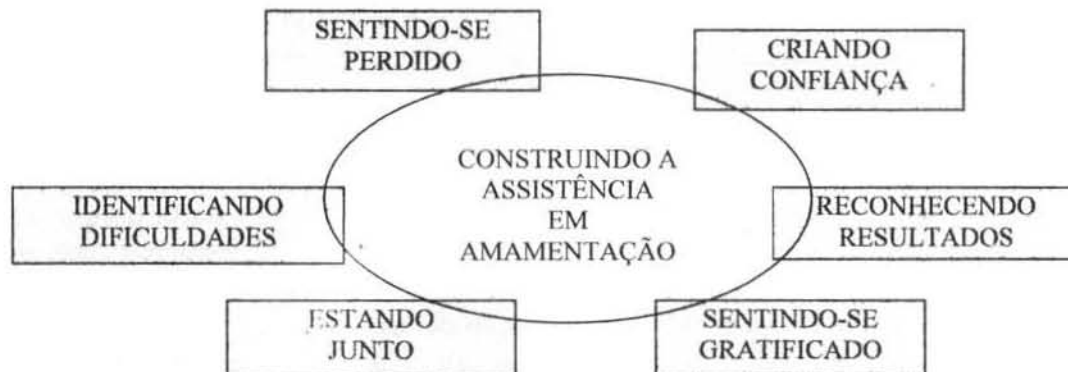 SENTINDO-SE
PERDIDO
CRIANDO
CONFIANÇA
CONSTRUINDO A
ASSISTÊNCIA
EM
AMAMENTAÇÃO
IDENTIFICANDO
DIFICULDADES
RECONHECENDO
RESULTADOS
ESTANDO
JUNTO
SENTINDO-SE
GRATIFICADO